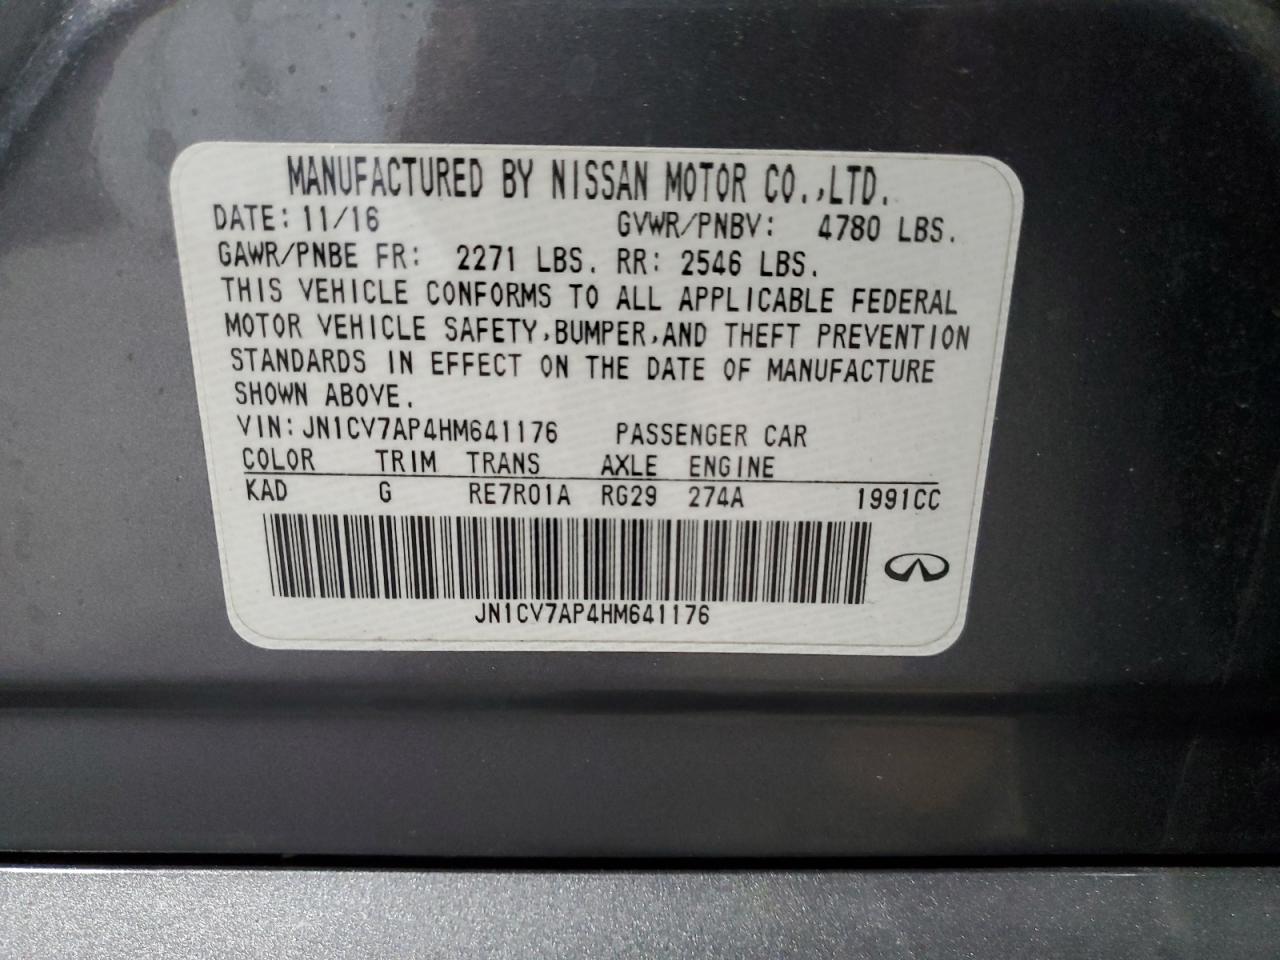 MANUFACTURED BY NISSAN MOTOR CO.,LTD.
DATE: 11/16 GVWR/PNBV: 4780 LBS.
GAWR/PNBE FR: 2271 LBS. RR: 2546 LBS.
THIS VEHICLE CONFORMS TO ALL APPLICABLE FEDERAL
MOTOR VEHICLE SAFETY,BUMPER,AND THEFT PREVENTION
STANDARDS IN EFFECT ON THE DATE OF MANUFACTURE
SHOWN ABOVE.
VIN: JN1CV7AP4HM641176 PASSENGER CAR
COLOR TRIM TRANS AXLE ENGINE
KAD G RE7R01A RG29 274A 1991CC
JN1CV7AP4HM641176